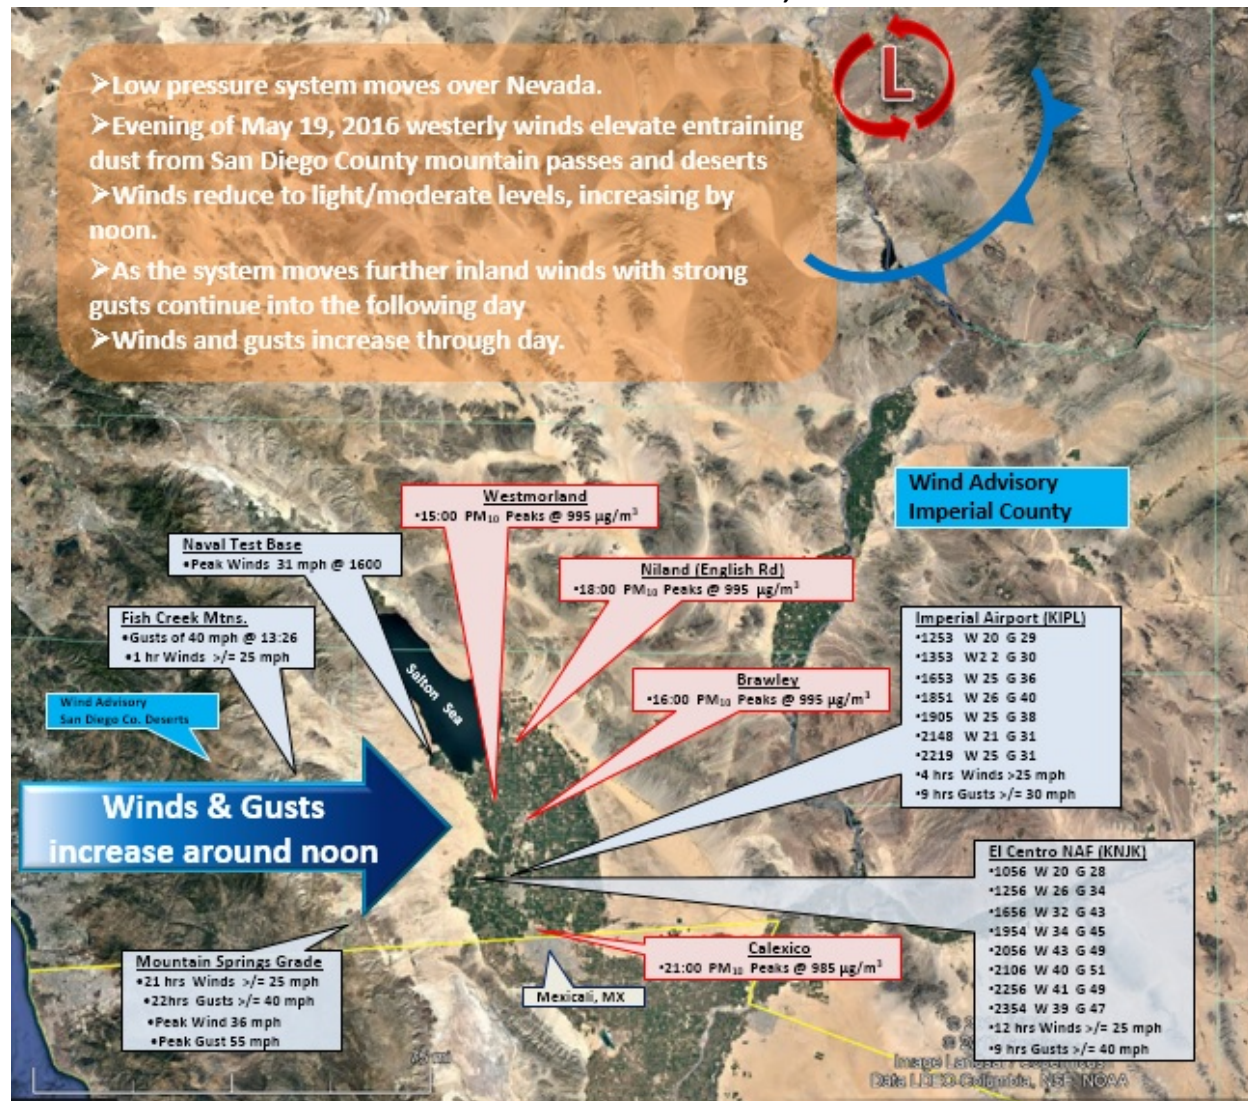 L
➤Low pressure system moves over Nevada.
➤Evening of May 19, 2016 westerly winds elevate entraining
dust from San Diego County mountain passes and deserts
➤Winds reduce to light/moderate levels, increasing by
noon.
➤As the system moves further inland winds with strong
gusts continue into the following day
➤Winds and gusts increase through day.
Wind Advisory
Imperial County
Westmorland
•15:00 PM₁₀ Peaks @ 995 µg/m³
Naval Test Base
•Peak Winds 31 mph @ 1600
Niland (English Rd)
•18:00 PM₁₀ Peaks @ 995 µg/m³
Fish Creek Mtns.
•Gusts of 40 mph @ 13:26
•1 hr Winds >/= 25 mph
Salton Sea
Brawley
•16:00 PM₁₀ Peaks @ 995 µg/m³
Wind Advisory
San Diego Co. Deserts
Imperial Airport (KIPL)
•1253 W 20 G 29
•1353 W2 2 G 30
•1653 W 25 G 36
•1851 W 26 G 40
•1905 W 25 G 38
•2148 W 21 G 31
•2219 W 25 G 31
•4 hrs Winds >25 mph
•9 hrs Gusts >/= 30 mph
Winds & Gusts
increase around noon
El Centro NAF (KNJK)
•1056 W 20 G 28
•1256 W 26 G 34
•1656 W 32 G 43
•1954 W 34 G 45
•2056 W 43 G 49
•2106 W 40 G 51
•2256 W 41 G 49
•2354 W 39 G 47
•12 hrs Winds >/= 25 mph
•9 hrs Gusts >/= 40 mph
Mountain Springs Grade
•21 hrs Winds >/= 25 mph
•22hrs Gusts >/= 40 mph
•Peak Wind 36 mph
•Peak Gust 55 mph
Calexico
•21:00 PM₁₀ Peaks @ 985 µg/m³
Mexicali, MX
Image Landsat
Data LDEO-Columbia, NSF, NOAA